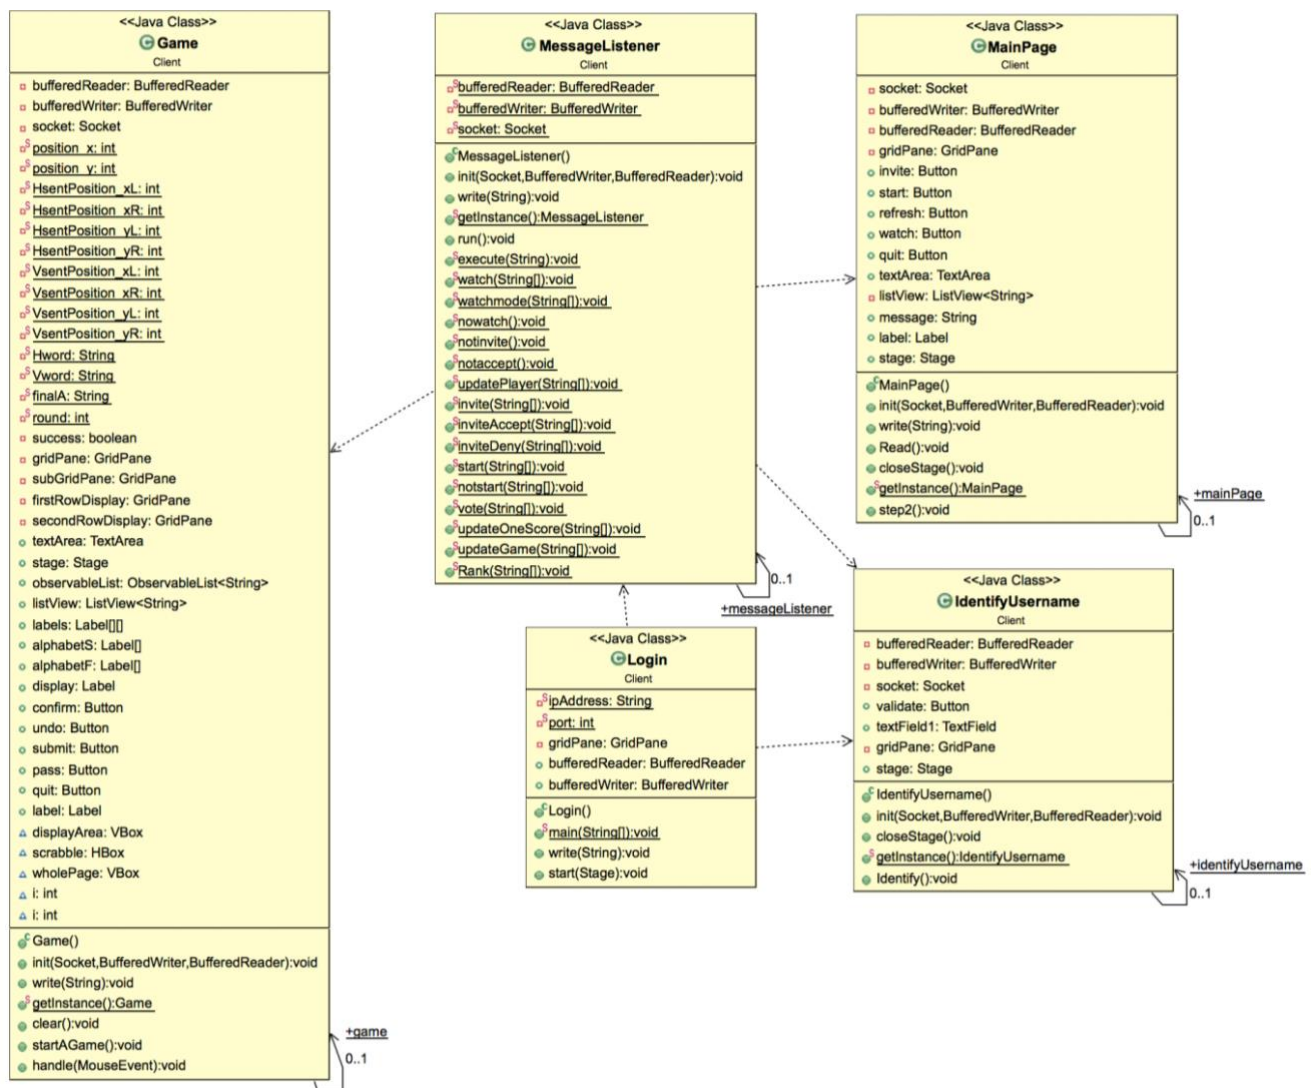 <<Java Class>>
Game
Client
bufferedReader: BufferedReader
bufferedWriter: BufferedWriter
socket: Socket
position_x: int
position_y: int
HsentPosition_xL: int
HsentPosition_xR: int
HsentPosition_yL: int
HsentPosition_yR: int
VsentPosition_xL: int
VsentPosition_xR: int
VsentPosition_yL: int
VsentPosition_yR: int
Hword: String
Vword: String
finalA: String
round: int
success: boolean
gridPane: GridPane
subGridPane: GridPane
firstRowDisplay: GridPane
secondRowDisplay: GridPane
textArea: TextArea
stage: Stage
observableList: ObservableList<String>
listView: ListView<String>
labels: Label[][]
alphabetS: Label[]
alphabetF: Label[]
display: Label
confirm: Button
undo: Button
submit: Button
pass: Button
quit: Button
label: Label
displayArea: VBox
scrabble: HBox
wholePage: VBox
i: int
i: int
Game()
init(Socket,BufferedWriter,BufferedReader):void
write(String):void
getInstance():Game
clear():void
startAGame():void
handle(MouseEvent):void
+game
0..1
<<Java Class>>
MessageListener
Client
bufferedReader: BufferedReader
bufferedWriter: BufferedWriter
socket: Socket
MessageListener()
init(Socket,BufferedWriter,BufferedReader):void
write(String):void
getInstance():MessageListener
run():void
execute(String):void
watch(String[]):void
watchmode(String[]):void
nowatch():void
notinvite():void
notaccept():void
updatePlayer(String[]):void
invite(String[]):void
inviteAccept(String[]):void
inviteDeny(String[]):void
start(String[]):void
notstart(String[]):void
vote(String[]):void
updateOneScore(String[]):void
updateGame(String[]):void
Rank(String[]):void
0..1
+messageListener
<<Java Class>>
Login
Client
ipAddress: String
port: int
gridPane: GridPane
bufferedReader: BufferedReader
bufferedWriter: BufferedWriter
Login()
main(String[]):void
write(String):void
start(Stage):void
<<Java Class>>
MainPage
Client
socket: Socket
bufferedWriter: BufferedWriter
bufferedReader: BufferedReader
gridPane: GridPane
invite: Button
start: Button
refresh: Button
watch: Button
quit: Button
textArea: TextArea
listView: ListView<String>
message: String
label: Label
stage: Stage
MainPage()
init(Socket,BufferedWriter,BufferedReader):void
write(String):void
Read():void
closeStage():void
getInstance():MainPage
step2():void
+mainPage
0..1
<<Java Class>>
IdentifyUsername
Client
bufferedReader: BufferedReader
bufferedWriter: BufferedWriter
socket: Socket
validate: Button
textField1: TextField
gridPane: GridPane
stage: Stage
IdentifyUsername()
init(Socket,BufferedWriter,BufferedReader):void
closeStage():void
getInstance():IdentifyUsername
Identify():void
+identifyUsername
0..1